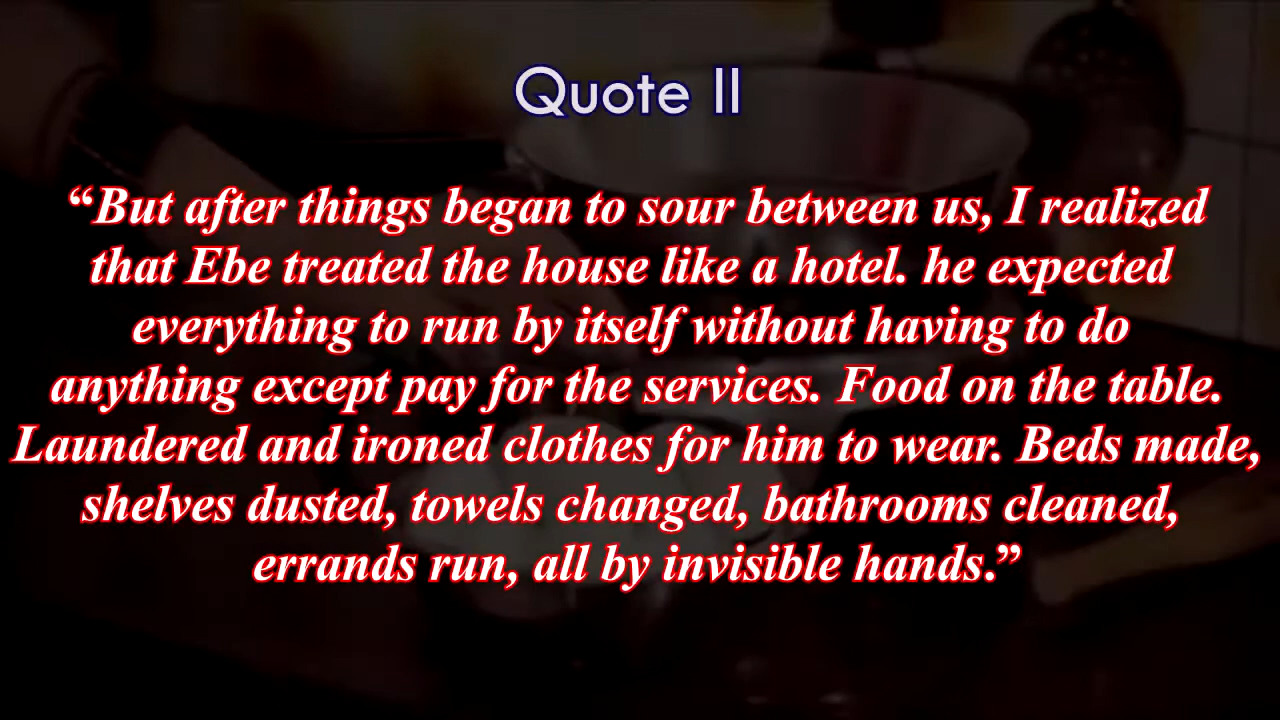 Quote II
“But after things began to sour between us, I realized
that Ebe treated the house like a hotel. he expected
everything to run by itself without having to do
anything except pay for the services. Food on the table.
Laundered and ironed clothes for him to wear. Beds made,
shelves dusted, towels changed, bathrooms cleaned,
errands run, all by invisible hands.”